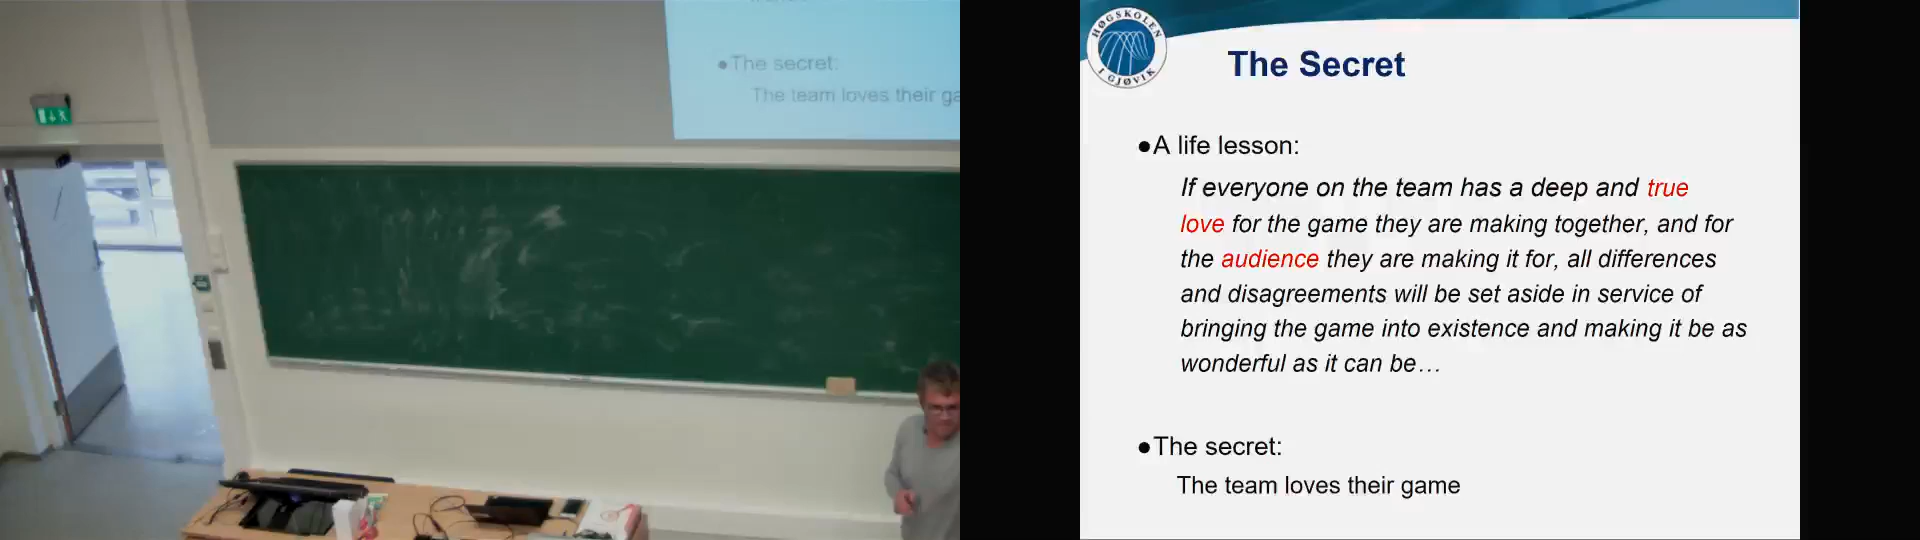 ●The secret:
The team loves their ga
HØGSKOLEN
I GJØVIK
The Secret
●A life lesson:
If everyone on the team has a deep and true
love for the game they are making together, and for
the audience they are making it for, all differences
and disagreements will be set aside in service of
bringing the game into existence and making it be as
wonderful as it can be…
●The secret:
The team loves their game